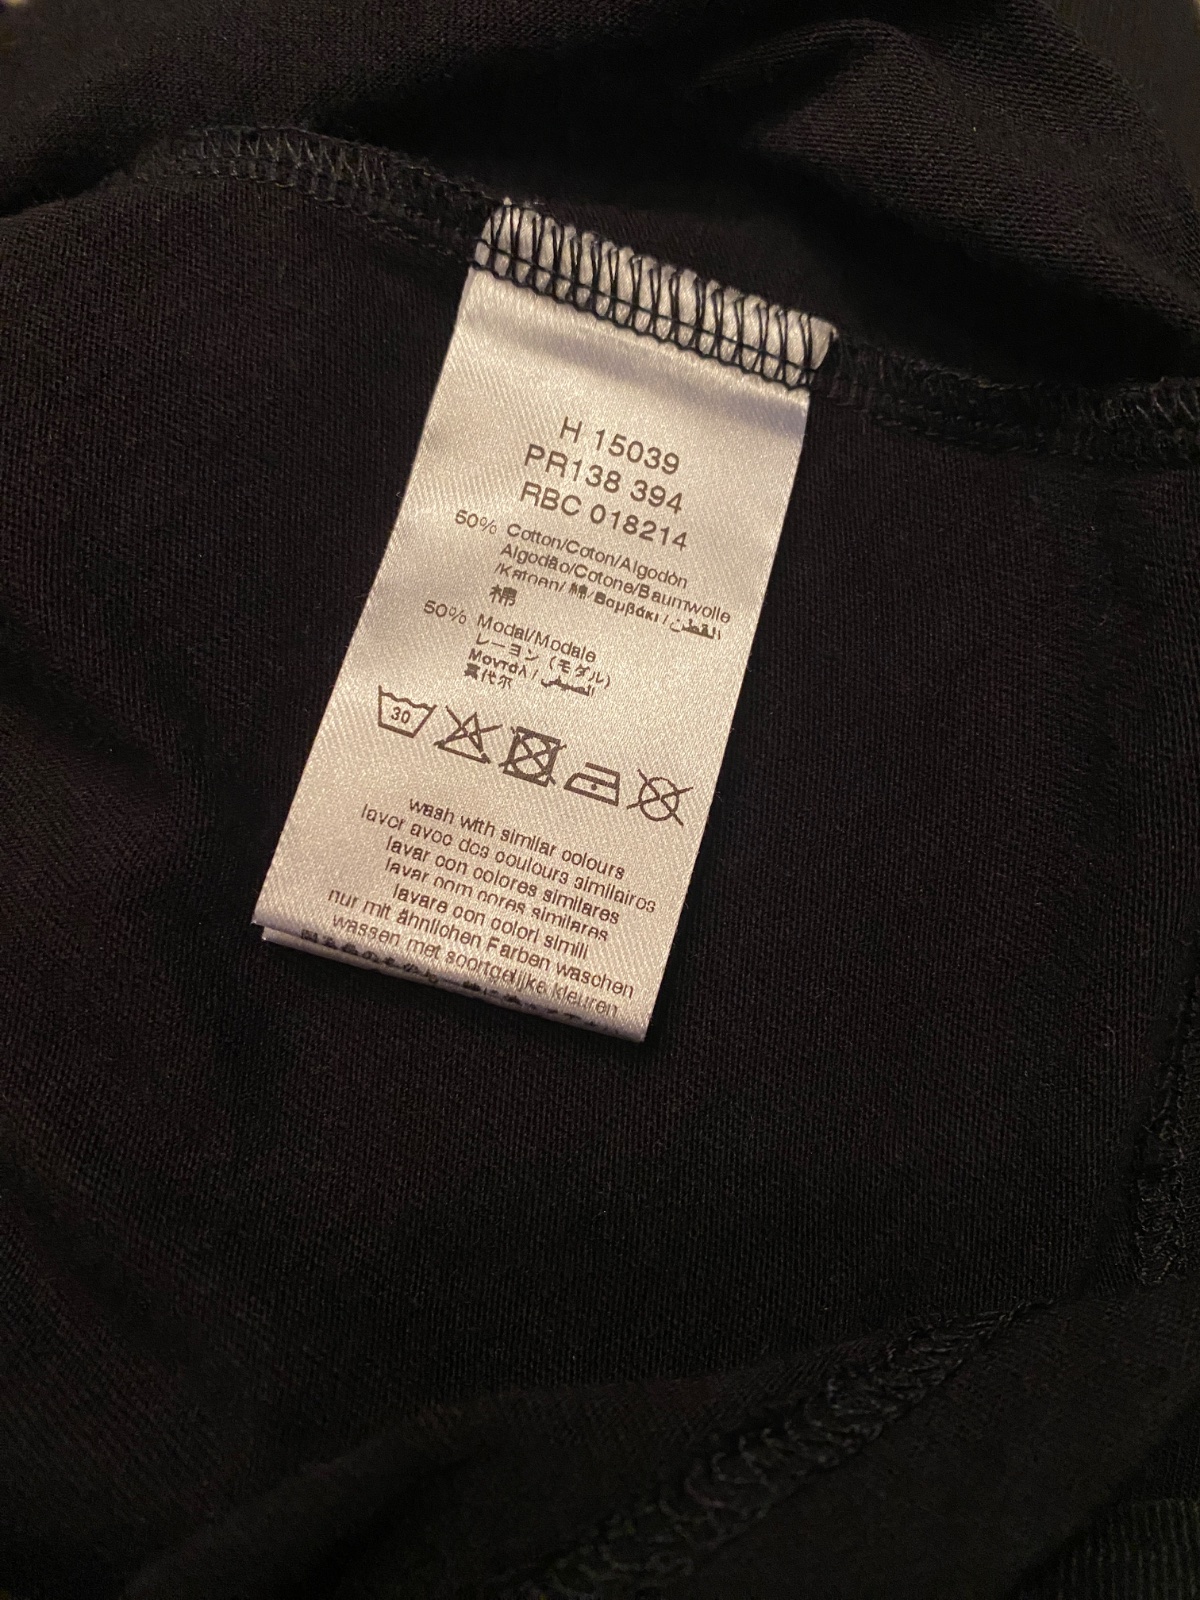 H 15039
PR138 394
RBC 018214
50% Cotton/Coton/Algodón
Algodão/Cotone/Baumwolle
/Katoen/ 綿/Βαμβάκι / القطن
棉
50% Modal/Modale
レーヨン (モダル)
Μοντάλ /
莫代尔
30
wash with similar colours
laver avec des couleurs similaires
lavar con colores similares
lavar com cores similares
lavare con colori simili
nur mit ähnlichen Farben waschen
wassen met soortgelijke kleuren